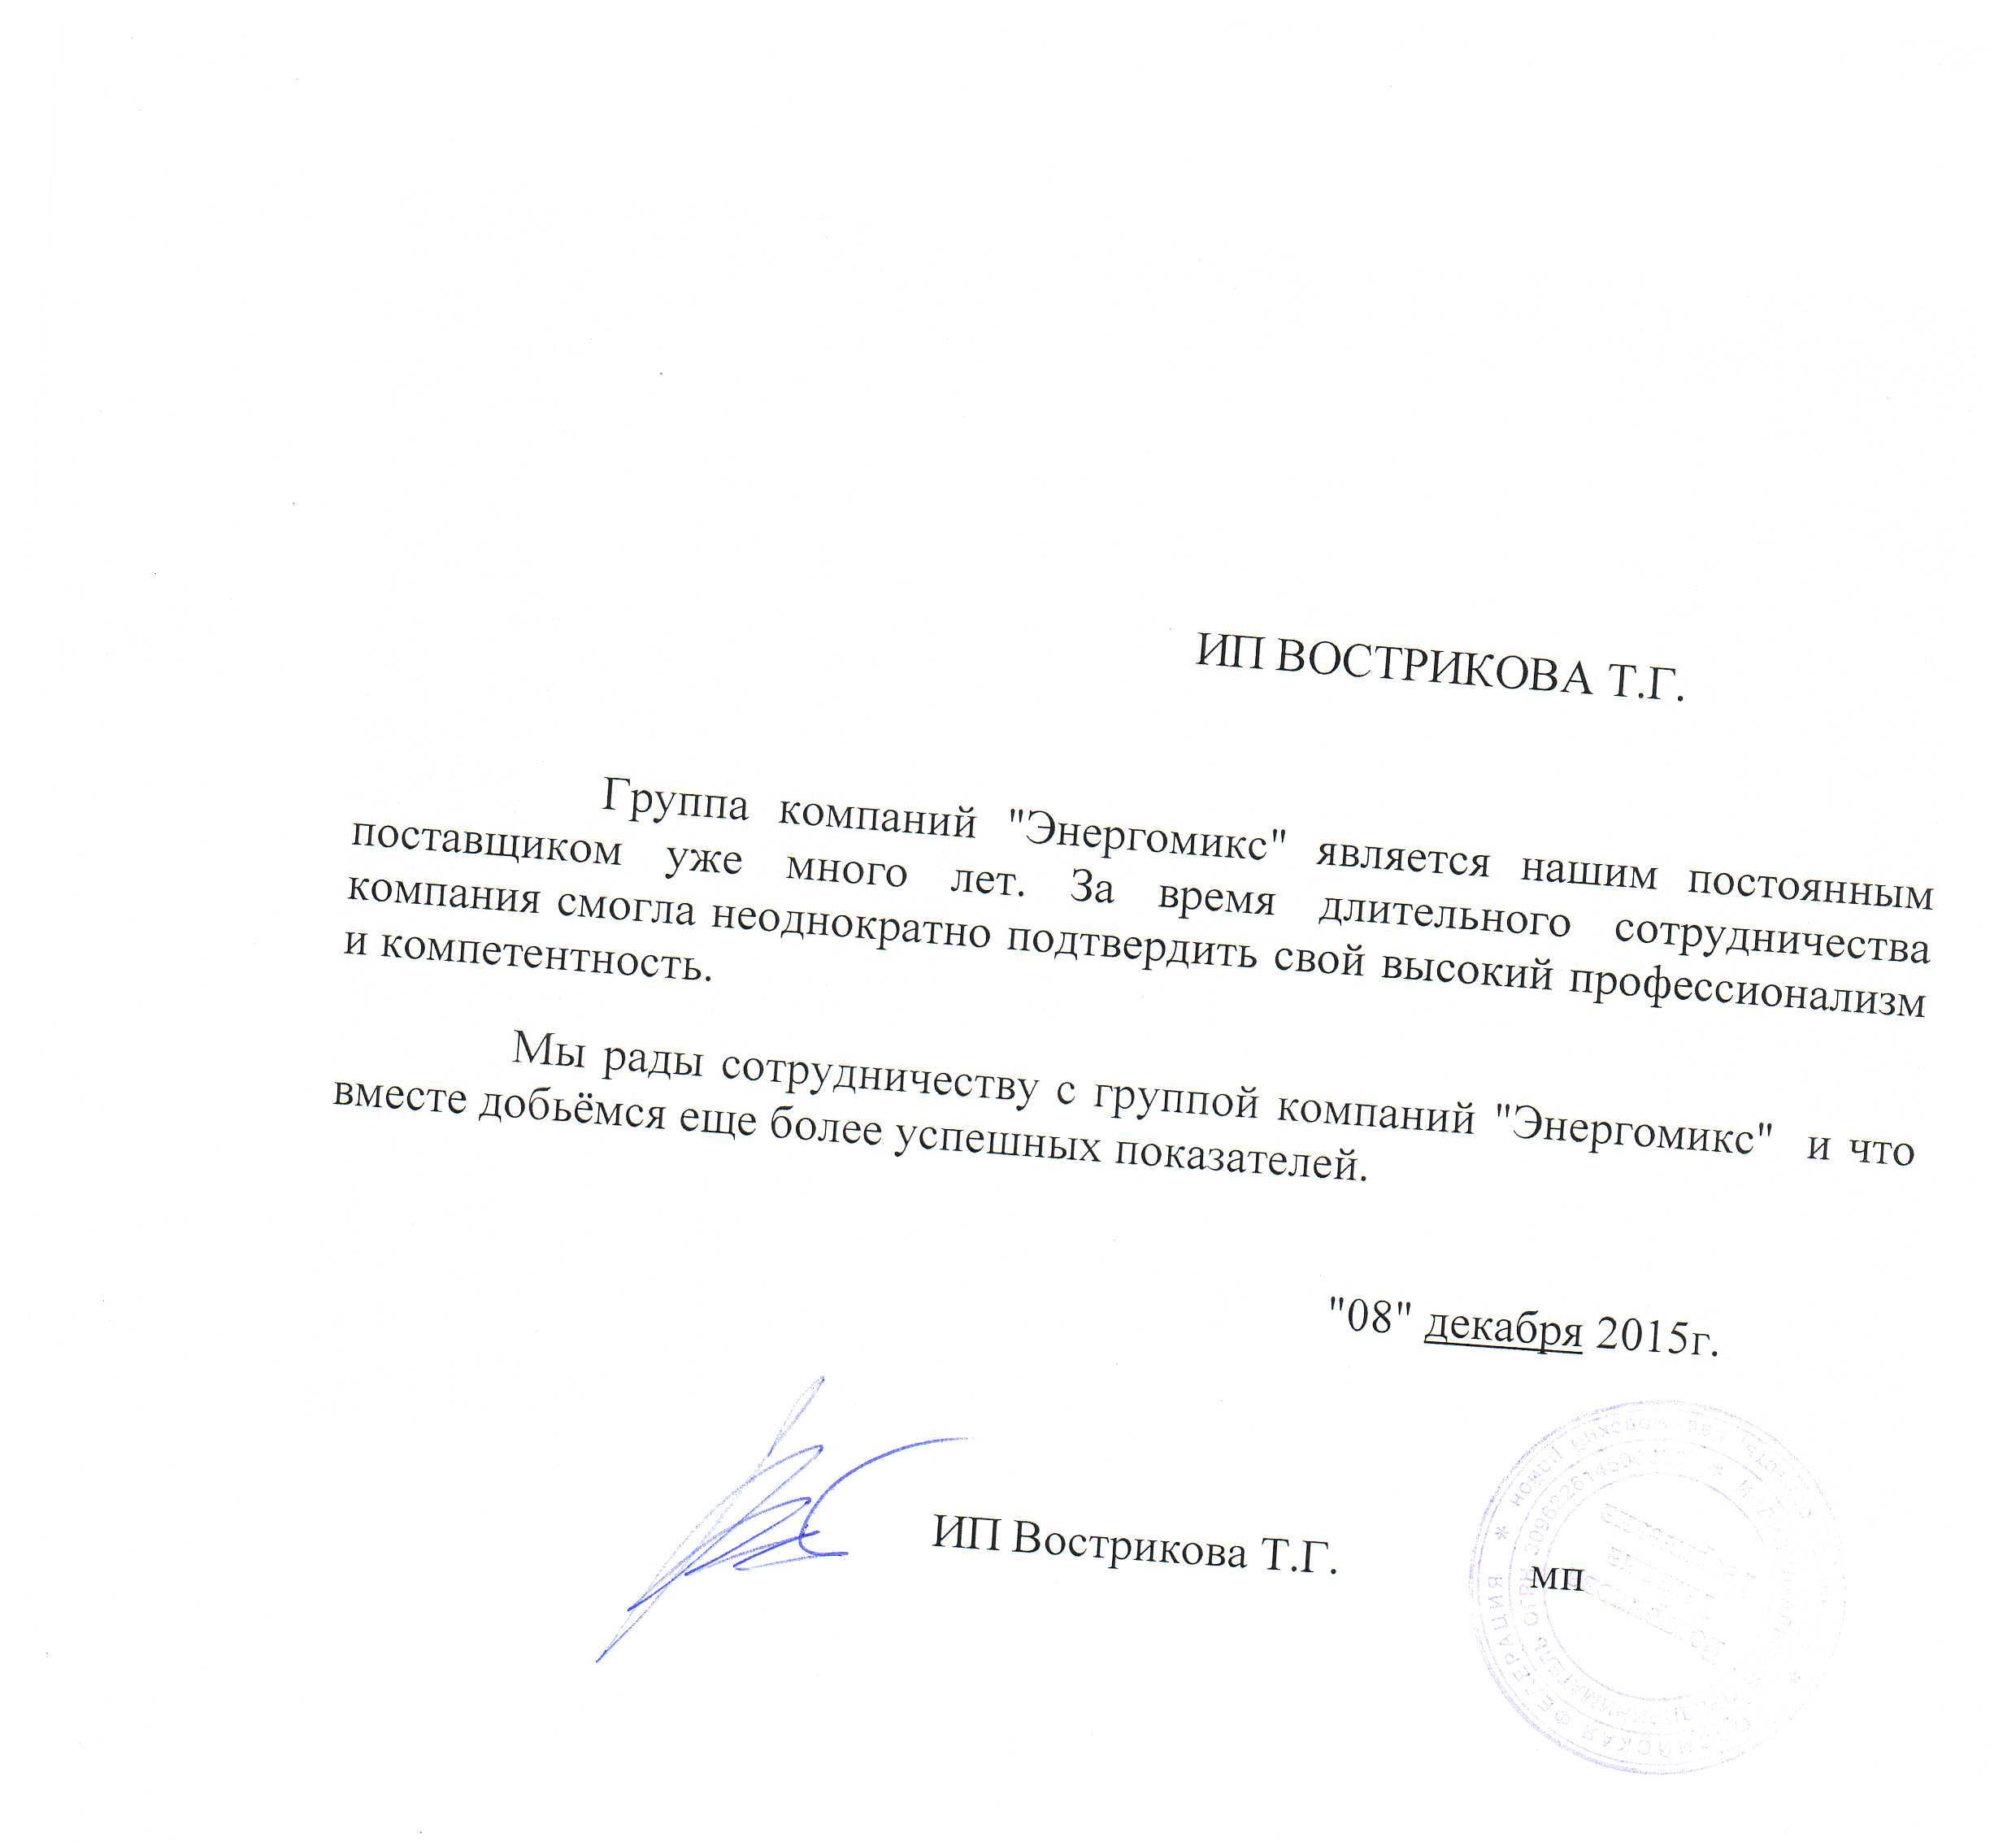 ИП ВОСТРИКОВА Т.Г.
Группа компаний "Энергомикс" является нашим постоянным
поставщиком уже много лет. За время длительного сотрудничества
компания смогла неоднократно подтвердить свой высокий профессионализм
и компетентность.
Мы рады сотрудничеству с группой компаний "Энергомикс" и что
вместе добьёмся еще более успешных показателей.
"08" декабря 2015г.
ИП Вострикова Т.Г.
мп
ФЕДЕРАЦИЯ